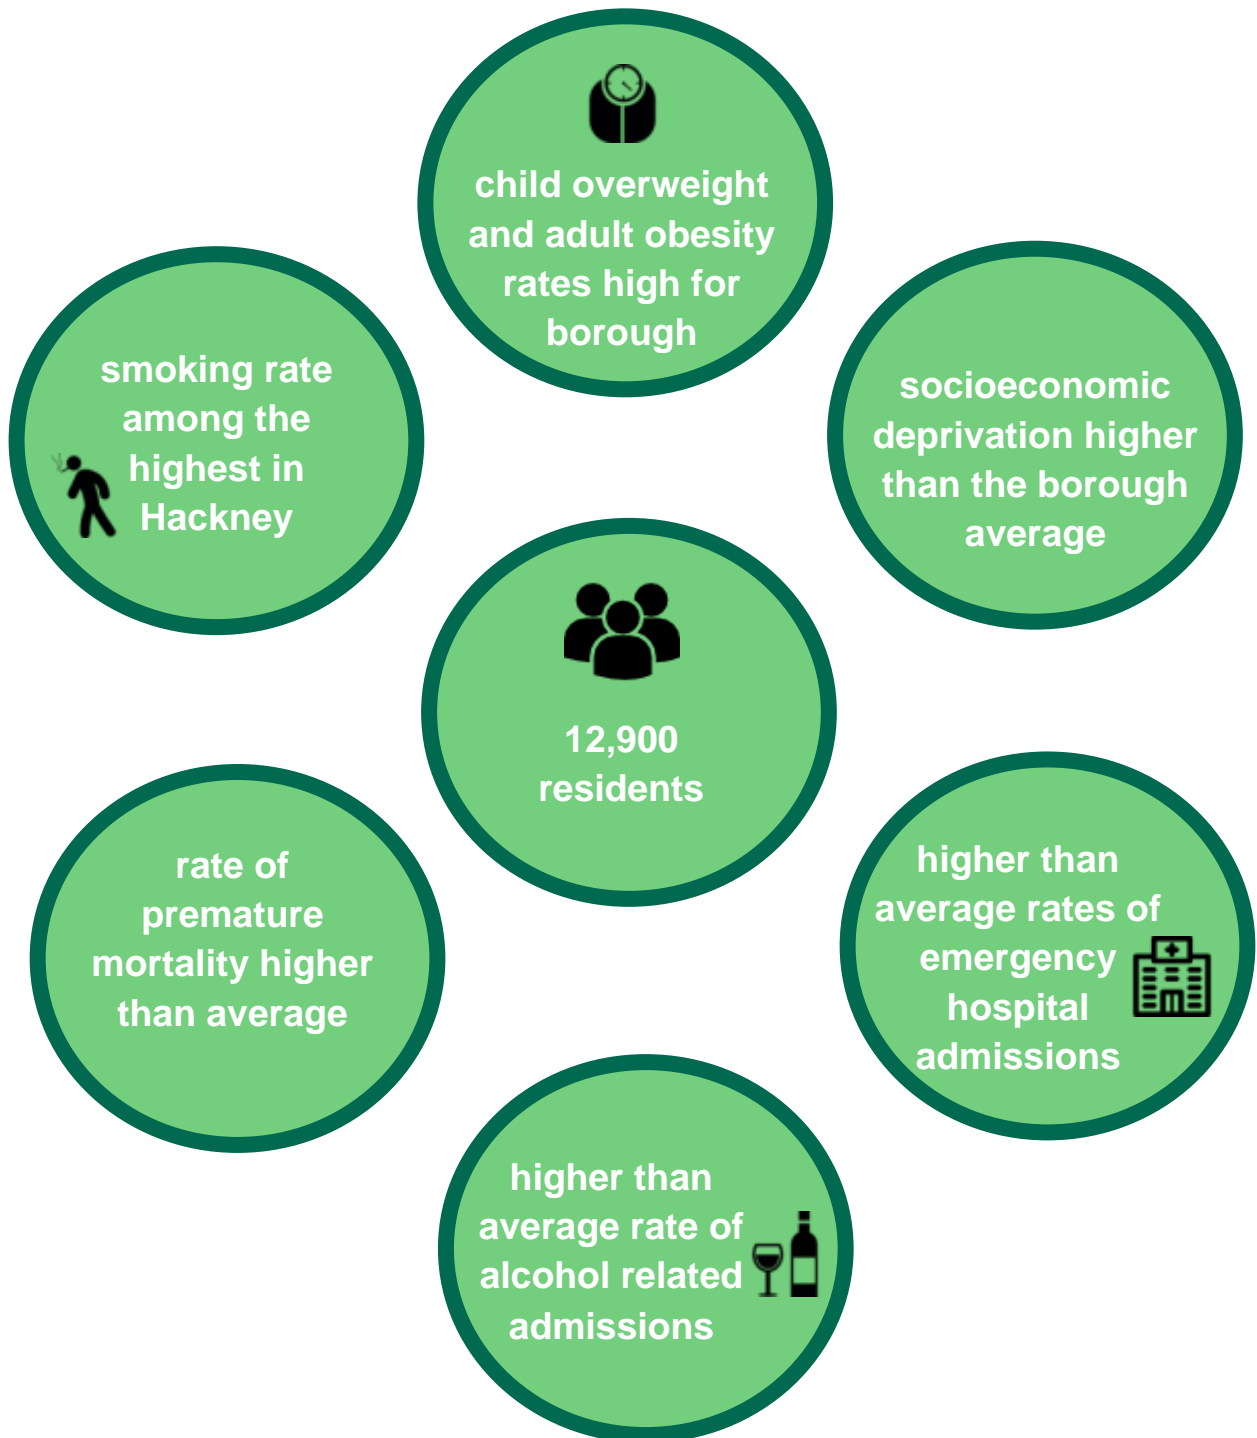 child overweight
and adult obesity
rates high for
borough
smoking rate
among the
highest in
Hackney
socioeconomic
deprivation higher
than the borough
average
12,900
residents
rate of
premature
mortality higher
than average
higher than
average rates of
emergency
hospital
admissions
higher than
average rate of
alcohol related
admissions